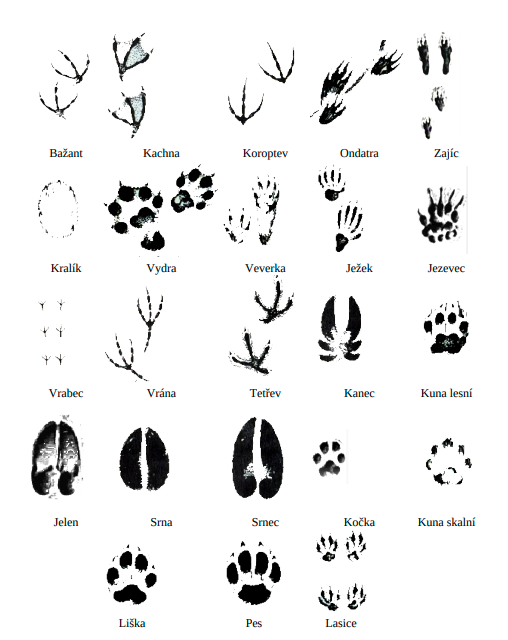 Bažant Kachna Koroptev Ondatra Zajíc
Kralík Vydra Veverka Ježek Jezevec
Vrabec Vrána Tetřev Kanec Kuna lesní
Jelen Srna Srnec Kočka Kuna skalní
Liška Pes Lasice